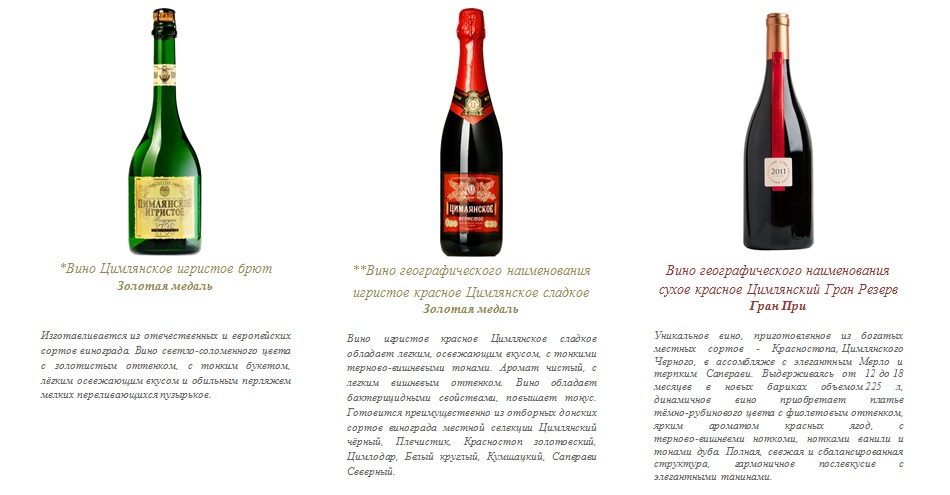 ЦИМЛЯНСКОЕ
ИГРИСТОЕ
*Вино Цимлянское игристое брют
Золотая медаль
Изготавливается из отечественных и европейских
сортов винограда. Вино светло-соломенного цвета
с золотистым оттенком, с тонким букетом,
лёгким освежающим вкусом и обильным перляжем
мелких переливающихся пузырьков.
ЦИМЛЯНСКОЕ
ИГРИСТОЕ
**Вино географического наименования
игристое красное Цимлянское сладкое
Золотая медаль
Вино игристое красное Цимлянское сладкое
обладает легким, освежающим вкусом, с тонкими
терново-вишневыми тонами. Аромат чистый, с
легким вишневым оттенком. Вино обладает
бактерицидными свойствами, повышает тонус.
Готовится преимущественно из отборных донских
сортов винограда местной селекции Цимлянский
чёрный, Плечистик, Красностоп золотовский,
Цимлодар, Белый круглый, Кумшацкий, Саперави
Северный.
2011
Вино географического наименования
сухое красное Цимлянский Гран Резерв
Гран При
Уникальное вино, приготовленное из богатых
местных сортов - Красностопа, Цимлянского
Черного, в ассомбляже с элегантным Мерло и
терпким Саперави. Выдерживаясь от 12 до 18
месяцев в новых бариках объемом 225 л,
динамичное вино приобретает платье
тёмно-рубинового цвета с фиолетовым оттенком,
ярким ароматом красных ягод, с
терново-вишневми нотками, нотками ванили и
тонами дуба. Полная, свежая и сбалансированная
структура, гармоничное послевкусие с
элегантными танинами.